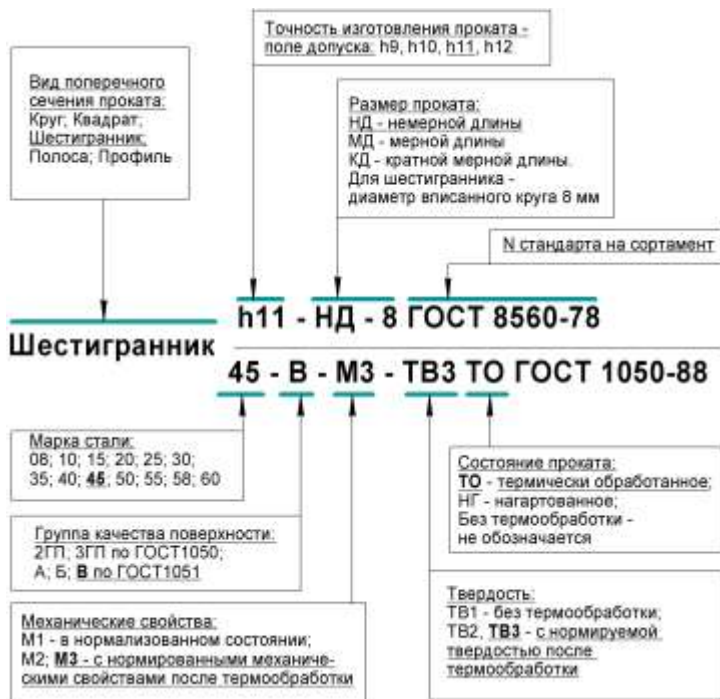 Точность изготовления проката -
поле допуска: h9, h10, h11, h12
Вид поперечного
сечения проката:
Круг; Квадрат;
Шестигранник;
Полоса; Профиль
Размер проката:
НД - немерной длины
МД - мерной длины
КД - кратной мерной длины.
Для шестигранника -
диаметр вписанного круга 8 мм
N стандарта на сортамент
h11 - НД - 8 ГОСТ 8560-78
Шестигранник
45 - В - М3 - ТВ3 ТО ГОСТ 1050-88
Марка стали:
08; 10; 15; 20; 25; 30;
35; 40; 45; 50; 55; 58; 60
Группа качества поверхности:
2ГП, 3ГП по ГОСТ1050;
А; Б; В по ГОСТ1051
Механические свойства:
М1 - в нормализованном состоянии;
М2; М3 - с нормированными механиче-
скими свойствами после термообработки
Состояние проката:
ТО - термически обработанное;
НГ - нагартованное;
Без термообработки -
не обозначается
Твердость:
ТВ1 - без термообработки;
ТВ2, ТВ3 - с нормируемой
твердостью после
термообработки